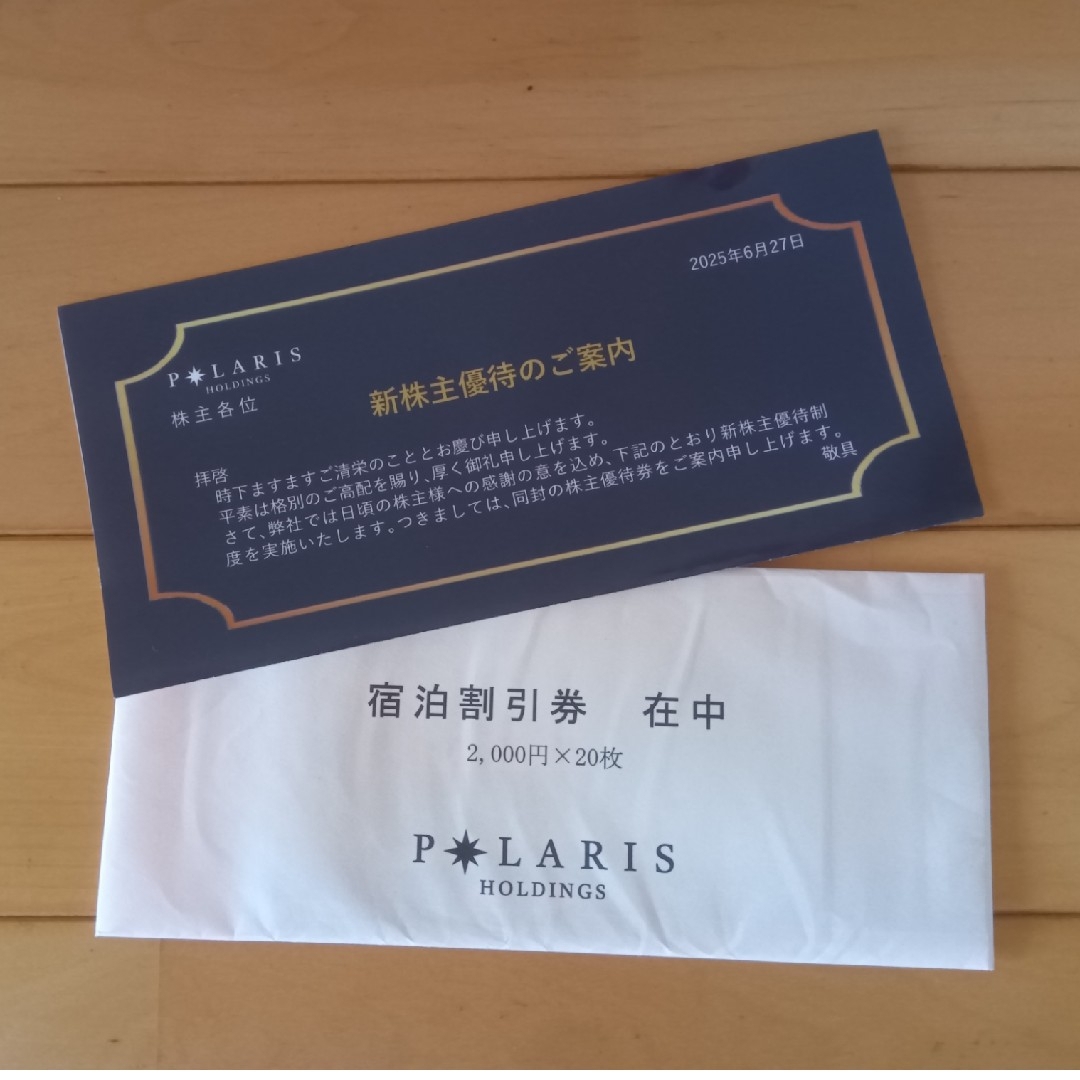 2025年6月27日
POLARIS
HOLDINGS
株主各位
新株主優待のご案内
拝啓
時下ますますご清栄のこととお慶び申し上げます。
平素は格別のご高配を賜り、厚く御礼申し上げます。
さて、弊社では日頃の株主様への感謝の意を込め、下記のとおり新株主優待制
度を実施いたします。つきましては、同封の株主優待券をご案内申し上げます。
敬具
宿泊割引券 在中
2,000円×20枚
POLARIS
HOLDINGS